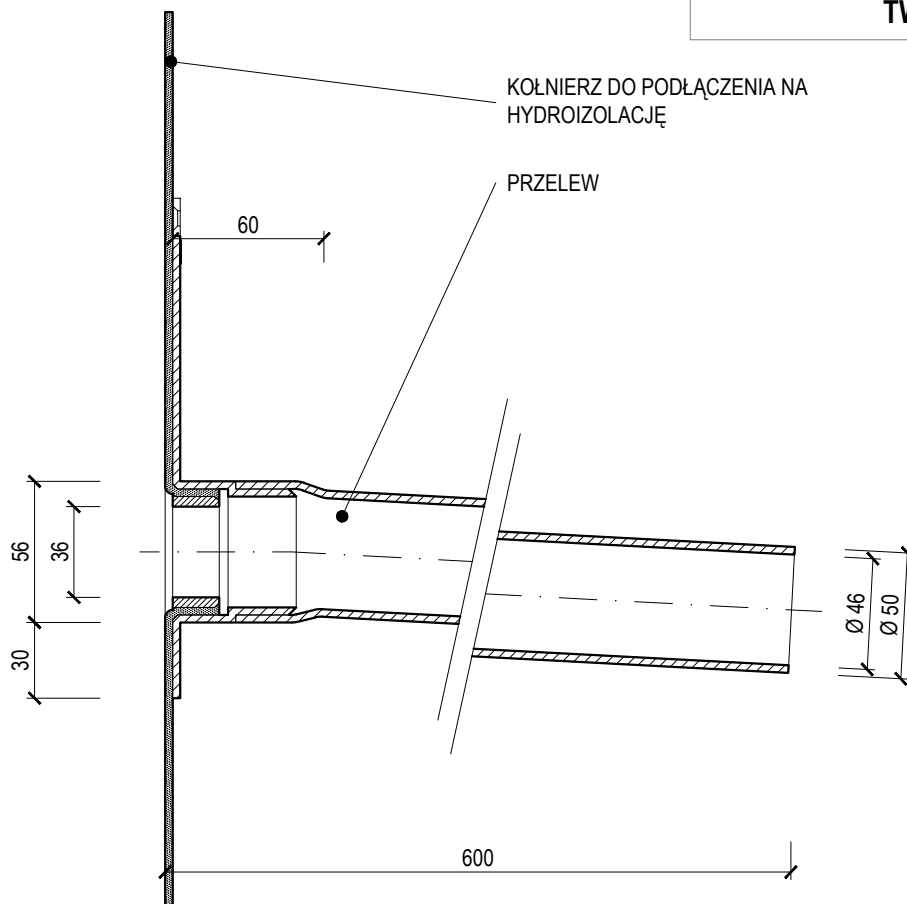 TW
KOŁNIERZ DO PODŁĄCZENIA NA
HYDROIZOLACJĘ
PRZELEW
60
56
36
30
Ø 46
Ø 50
600